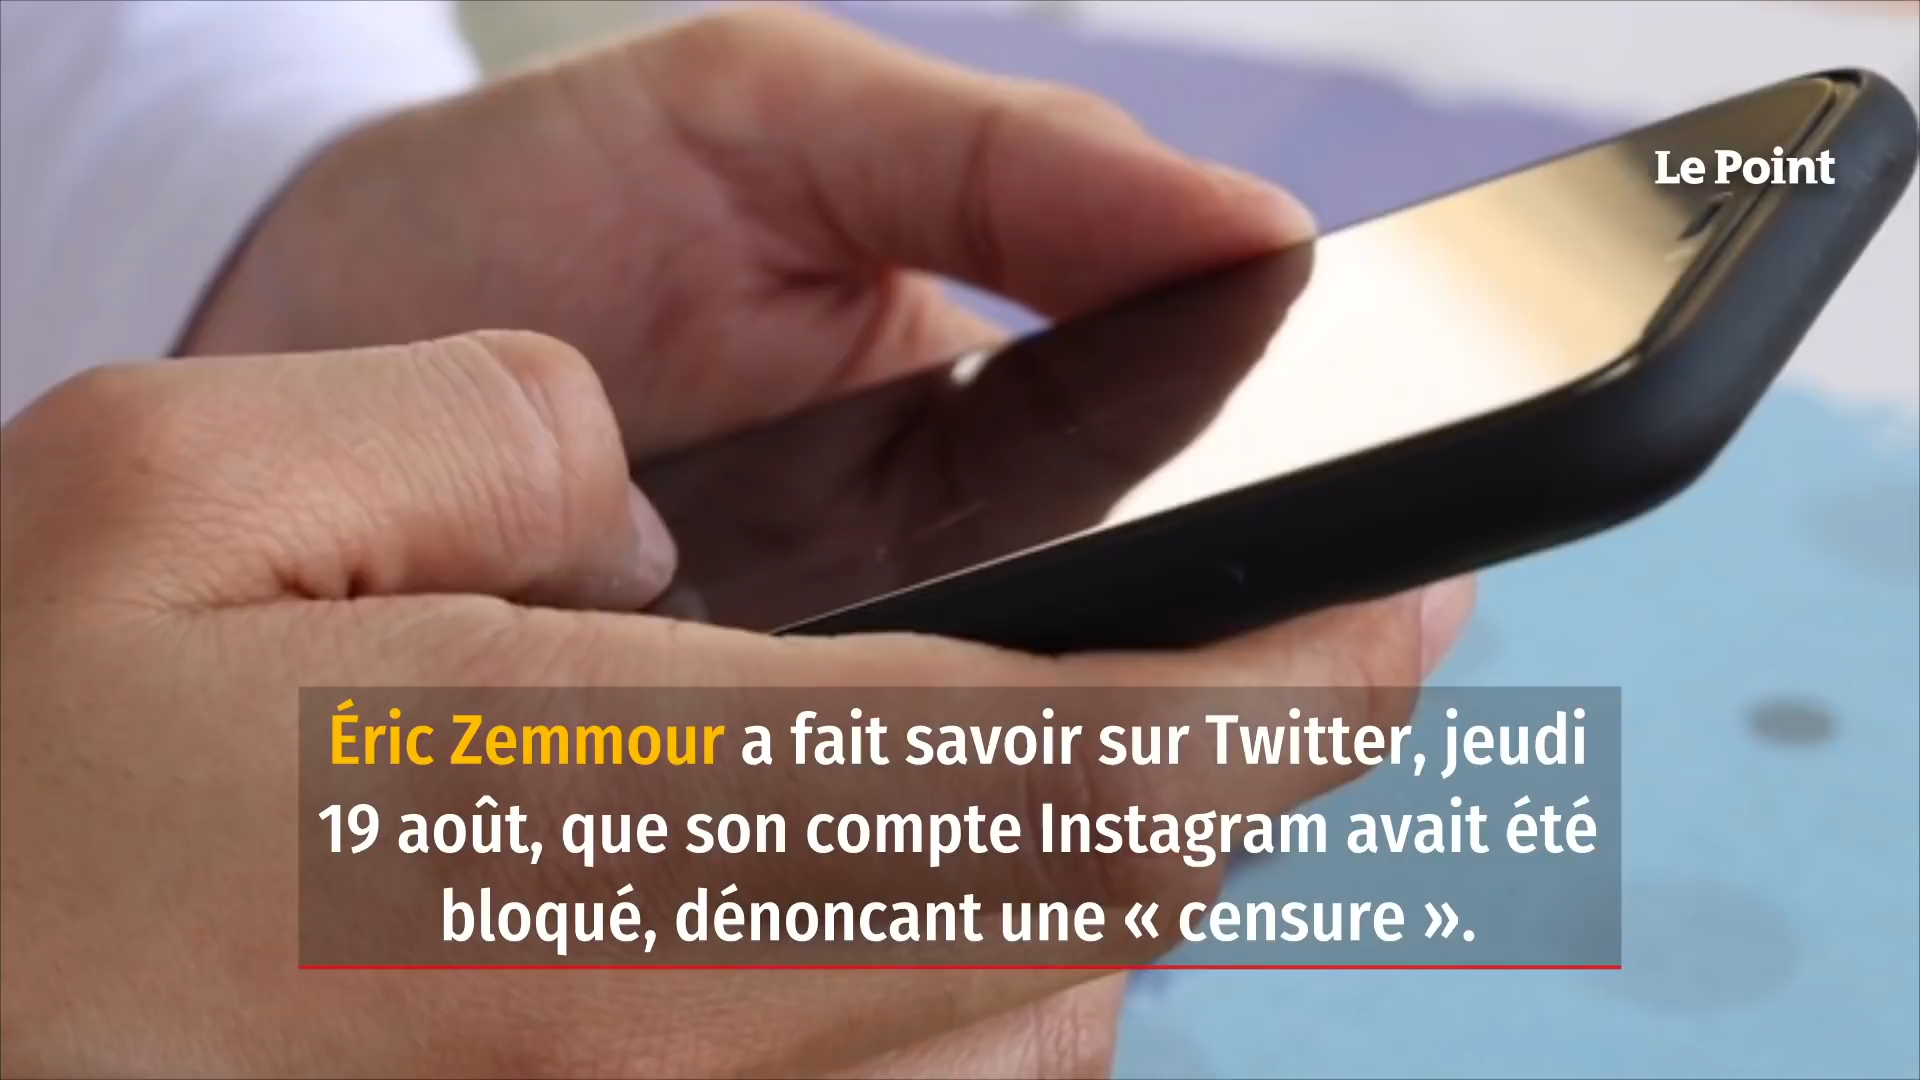 Le Point
Éric Zemmour a fait savoir sur Twitter, jeudi
19 août, que son compte Instagram avait été
bloqué, dénoncant une « censure ».